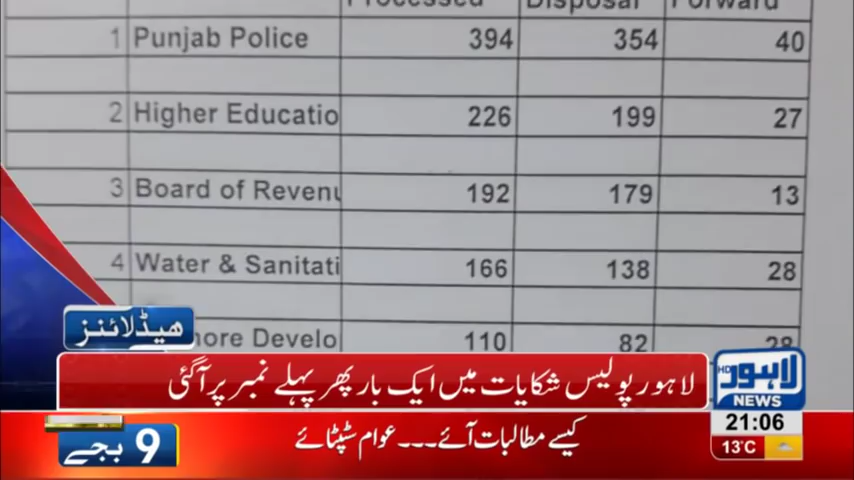 Processed Disposal Forward
1 Punjab Police 394 354 40
2 Higher Educatio 226 199 27
3 Board of Revenu 192 179 13
4 Water & Sanitati 166 138 28
hore Develo 110 82 28
ھیڈلائنز
لاہور پولیس شکایات میں ایک بار پھر پہلے نمبر پر آگئی
لاہور HD
NEWS
21:06
کیسے مطالبات آئے۔۔۔عوام سٹپٹائے
9 بجے
13°C